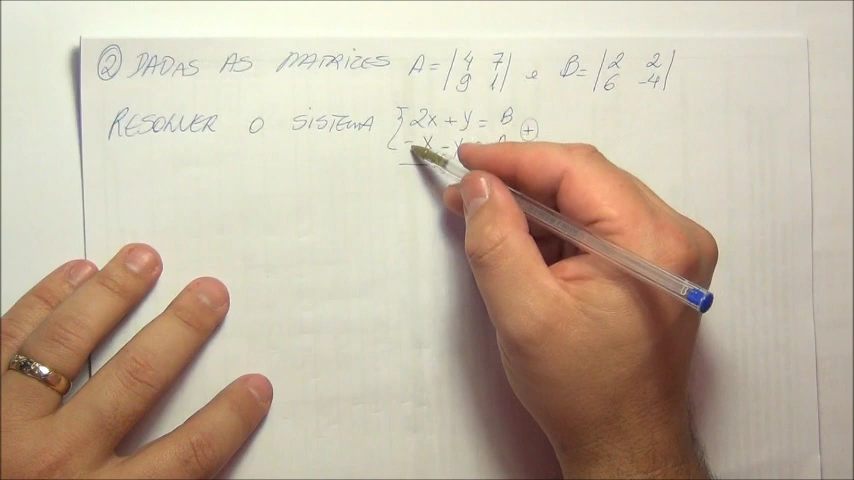 ② DADAS AS MATRIZES A = | 4 7 | e B = | 2 2 |
9 1 6 -4
RESOLVER O SISTEMA { 2x + y = B ⊕
-x - y = A